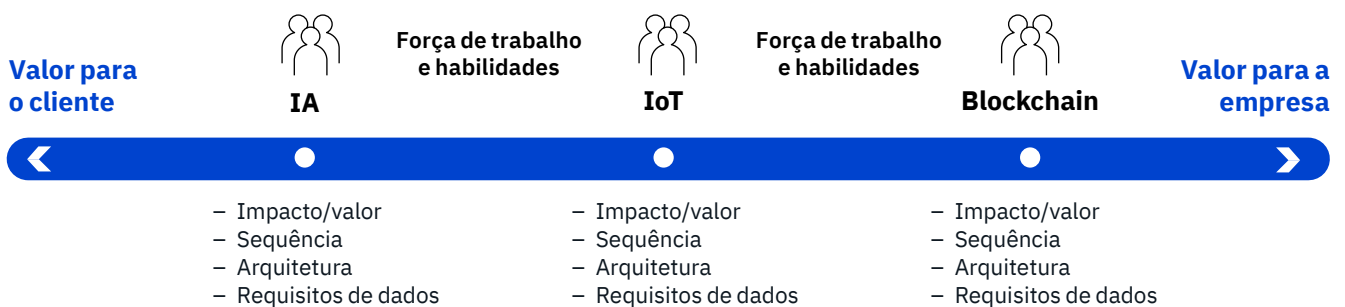 Valor para
o cliente
IA
Força de trabalho
e habilidades
IoT
Força de trabalho
e habilidades
Blockchain
Valor para a
empresa
– Impacto/valor
– Sequência
– Arquitetura
– Requisitos de dados
– Impacto/valor
– Sequência
– Arquitetura
– Requisitos de dados
– Impacto/valor
– Sequência
– Arquitetura
– Requisitos de dados